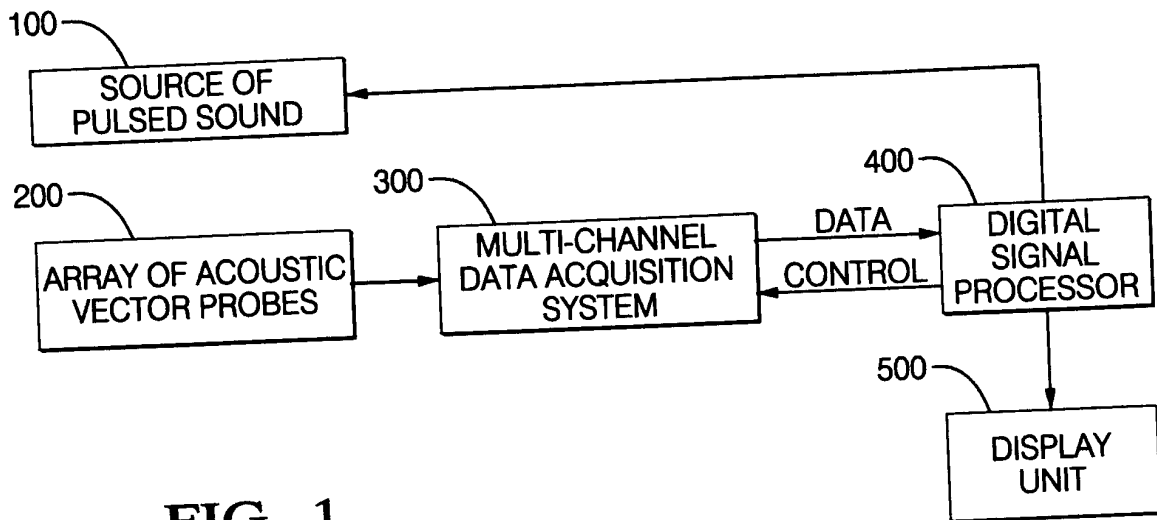 100
SOURCE OF
PULSED SOUND
200
ARRAY OF ACOUSTIC
VECTOR PROBES
300
MULTI-CHANNEL
DATA ACQUISITION
SYSTEM
DATA
CONTROL
400
DIGITAL
SIGNAL
PROCESSOR
500
DISPLAY
UNIT
FIG. 1